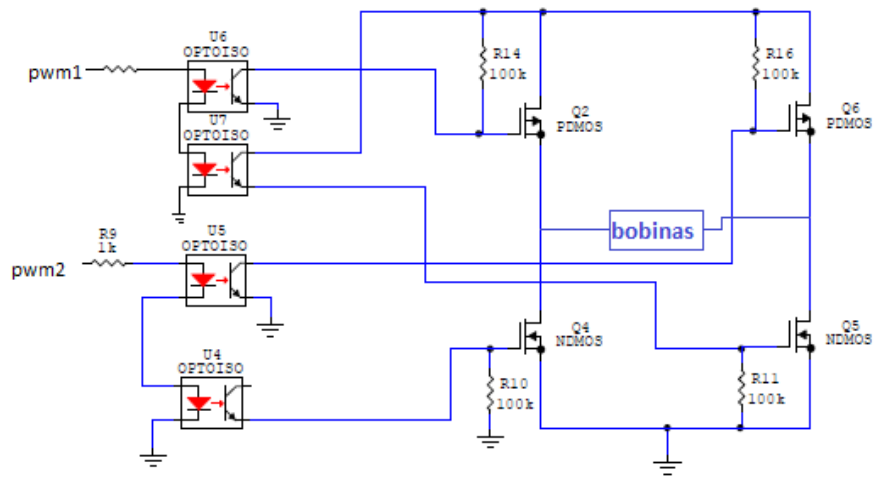 U6
OPTOISO
pwm1
R14
100k
R16
100k
Q2
PDMOS
Q6
PDMOS
U7
OPTOISO
bobinas
R9
1k
pwm2
U5
OPTOISO
Q4
NDMOS
Q5
NDMOS
U4
OPTOISO
R10
100k
R11
100k